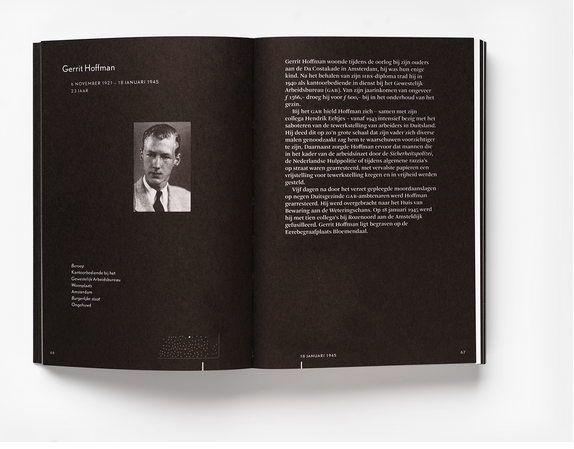 Gerrit Hoffman
6 NOVEMBER 1921 – 18 JANUARI 1945
23 JAAR
Beroep
Kantoorbediende bij het
Gewestelijk Arbeidsbureau
Woonplaats
Amsterdam
Burgerlijke staat
Ongehuwd
66
Gerrit Hoffman woonde tijdens de oorlog bij zijn ouders
aan de Da Costakade in Amsterdam, hij was hun enige
kind. Na het behalen van zijn HBS-diploma trad hij in
1940 als kantoorbediende in dienst bij het Gewestelijk
Arbeidsbureau (GAB). Van zijn jaarinkomen van ongeveer
ƒ 1366,- droeg hij voor ƒ 600,- bij in het onderhoud van het
gezin.
Bij het GAB hield Hoffman zich – samen met zijn
collega Hendrik Eeltjes – vanaf 1943 intensief bezig met het
saboteren van de tewerkstelling van arbeiders in Duitsland.
Hij deed dit op zo'n grote schaal dat zijn vader zich diverse
malen genoodzaakt zag hem te waarschuwen voorzichtiger
te zijn. Daarnaast zorgde Hoffman ervoor dat mannen die
in het kader van de arbeidsinzet door de Sicherheitspolizei,
de Nederlandse Hulppolitie of tijdens algemene razzia's
op straat waren gearresteerd, met vervalste papieren een
vrijstelling voor tewerkstelling kregen en in vrijheid werden
gesteld.
Vijf dagen na door het verzet gepleegde moordaanslagen
op negen Duitsgezinde GAB-ambtenaren werd Hoffman
gearresteerd. Hij werd overgebracht naar het Huis van
Bewaring aan de Weteringschans. Op 18 januari 1945 werd
hij met tien collega's bij Rozenoord aan de Amsteldijk
gefusilleerd. Gerrit Hoffman ligt begraven op de
Eerebegraafplaats Bloemendaal.
18 JANUARI 1945
67